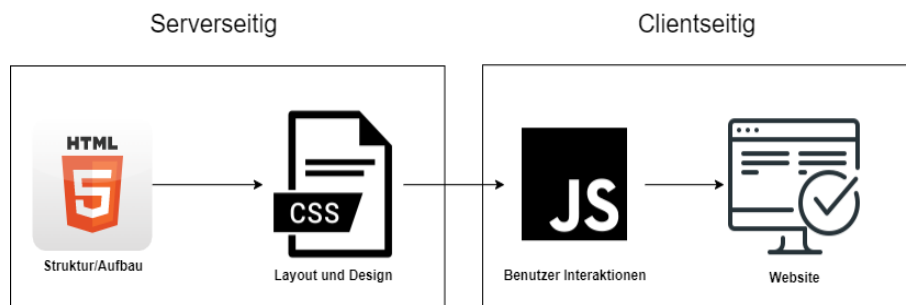 Serverseitig
Clientseitig
HTML
5
CSS
JS
Struktur/Aufbau
Layout und Design
Benutzer Interaktionen
Website